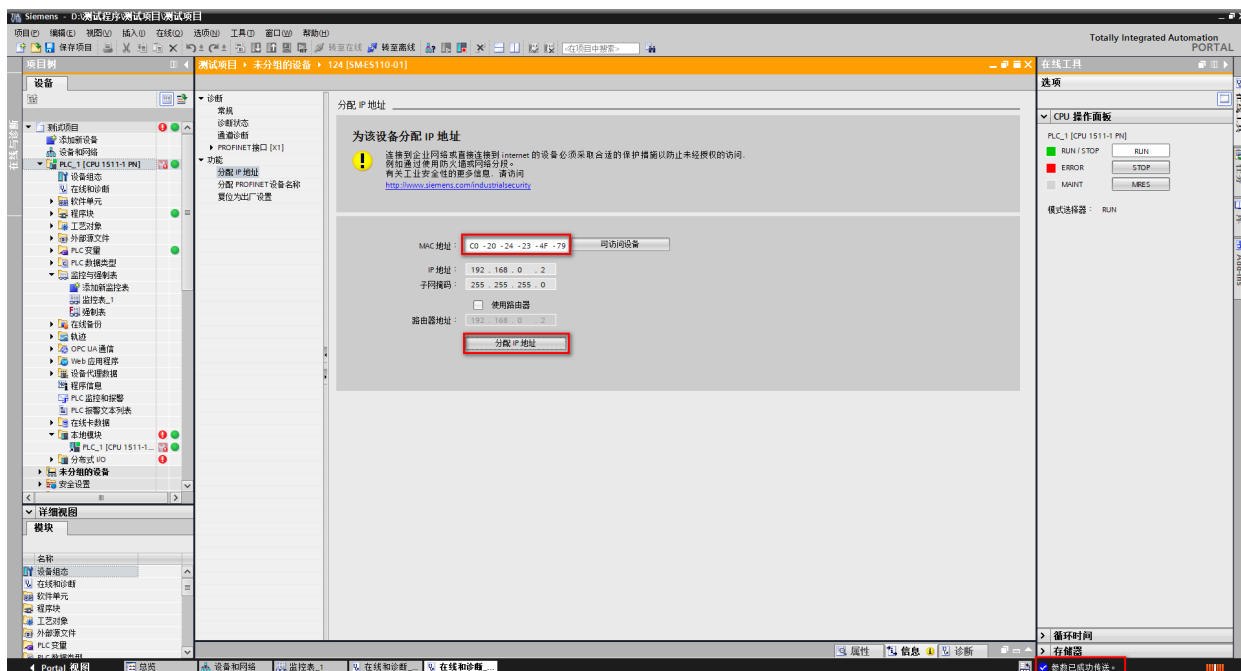 Siemens - D:\测试程序\测试项目\测试项目
项目(P) 编辑(E) 视图(V) 插入(I) 在线(O) 选项(N) 工具(O) 窗口(W) 帮助(H)
保存项目 转至在线 转至离线 <在项目中搜索>
Totally Integrated Automation
PORTAL
项目树
测试项目 ▸ 未分组的设备 ▸ 124 [SM-ES110-01]
在线工具
设备
选项
在线与诊断
测试项目
添加新设备
设备和网络
PLC_1 [CPU 1511-1 PN]
设备组态
在线和诊断
软件单元
程序块
工艺对象
外部源文件
PLC 变量
PLC 数据类型
监控与强制表
添加新监控表
监控表_1
强制表
在线备份
轨迹
OPC UA 通信
Web 应用程序
设备代理数据
程序信息
PLC 监控和报警
PLC 报警文本列表
在线卡数据
本地模块
PLC_1 [CPU 1511-1...
分布式 I/O
未分组的设备
安全设置
详细视图
模块
名称
设备组态
在线和诊断
软件单元
程序块
工艺对象
外部源文件
PLC 变量
诊断
常规
诊断状态
通道诊断
PROFINET接口 [X1]
功能
分配 IP 地址
分配 PROFINET 设备名称
复位为出厂设置
分配 IP 地址
为该设备分配 IP 地址
连接到企业网络或直接连接到 internet 的设备必须采取合适的保护措施以防止未经授权的访问.
例如通过使用防火墙或网络分段。
有关工业安全性的更多信息, 请访问
http://www.siemens.com/industrialsecurity
MAC 地址: C0 -20 -24 -23 -4F -79 可访问设备
IP 地址: 192 . 168 . 0 . 2
子网掩码: 255 . 255 . 255 . 0
使用路由器
路由器地址: 192 . 168 . 0 . 2
分配 IP 地址
CPU 操作面板
PLC_1 [CPU 1511-1 PN]
RUN / STOP RUN
ERROR STOP
MAINT MRES
模式选择器: RUN
循环时间
存储器
属性 信息 诊断
Portal 视图 总览 设备和网络 监控表_1 在线和诊断_... 在线和诊断_... 参数已成功传送。